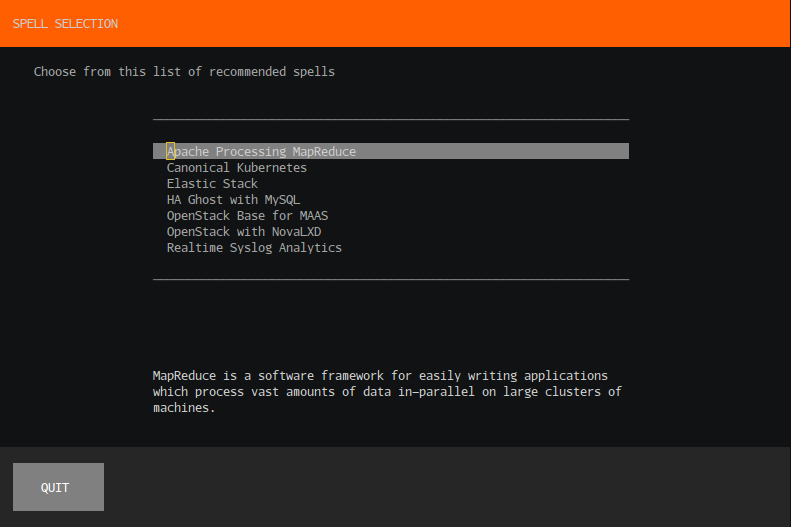 SPELL SELECTION
Choose from this list of recommended spells
Apache Processing MapReduce
Canonical Kubernetes
Elastic Stack
HA Ghost with MySQL
OpenStack Base for MAAS
OpenStack with NovaLXD
Realtime Syslog Analytics
MapReduce is a software framework for easily writing applications
which process vast amounts of data in-parallel on large clusters of
machines.
QUIT